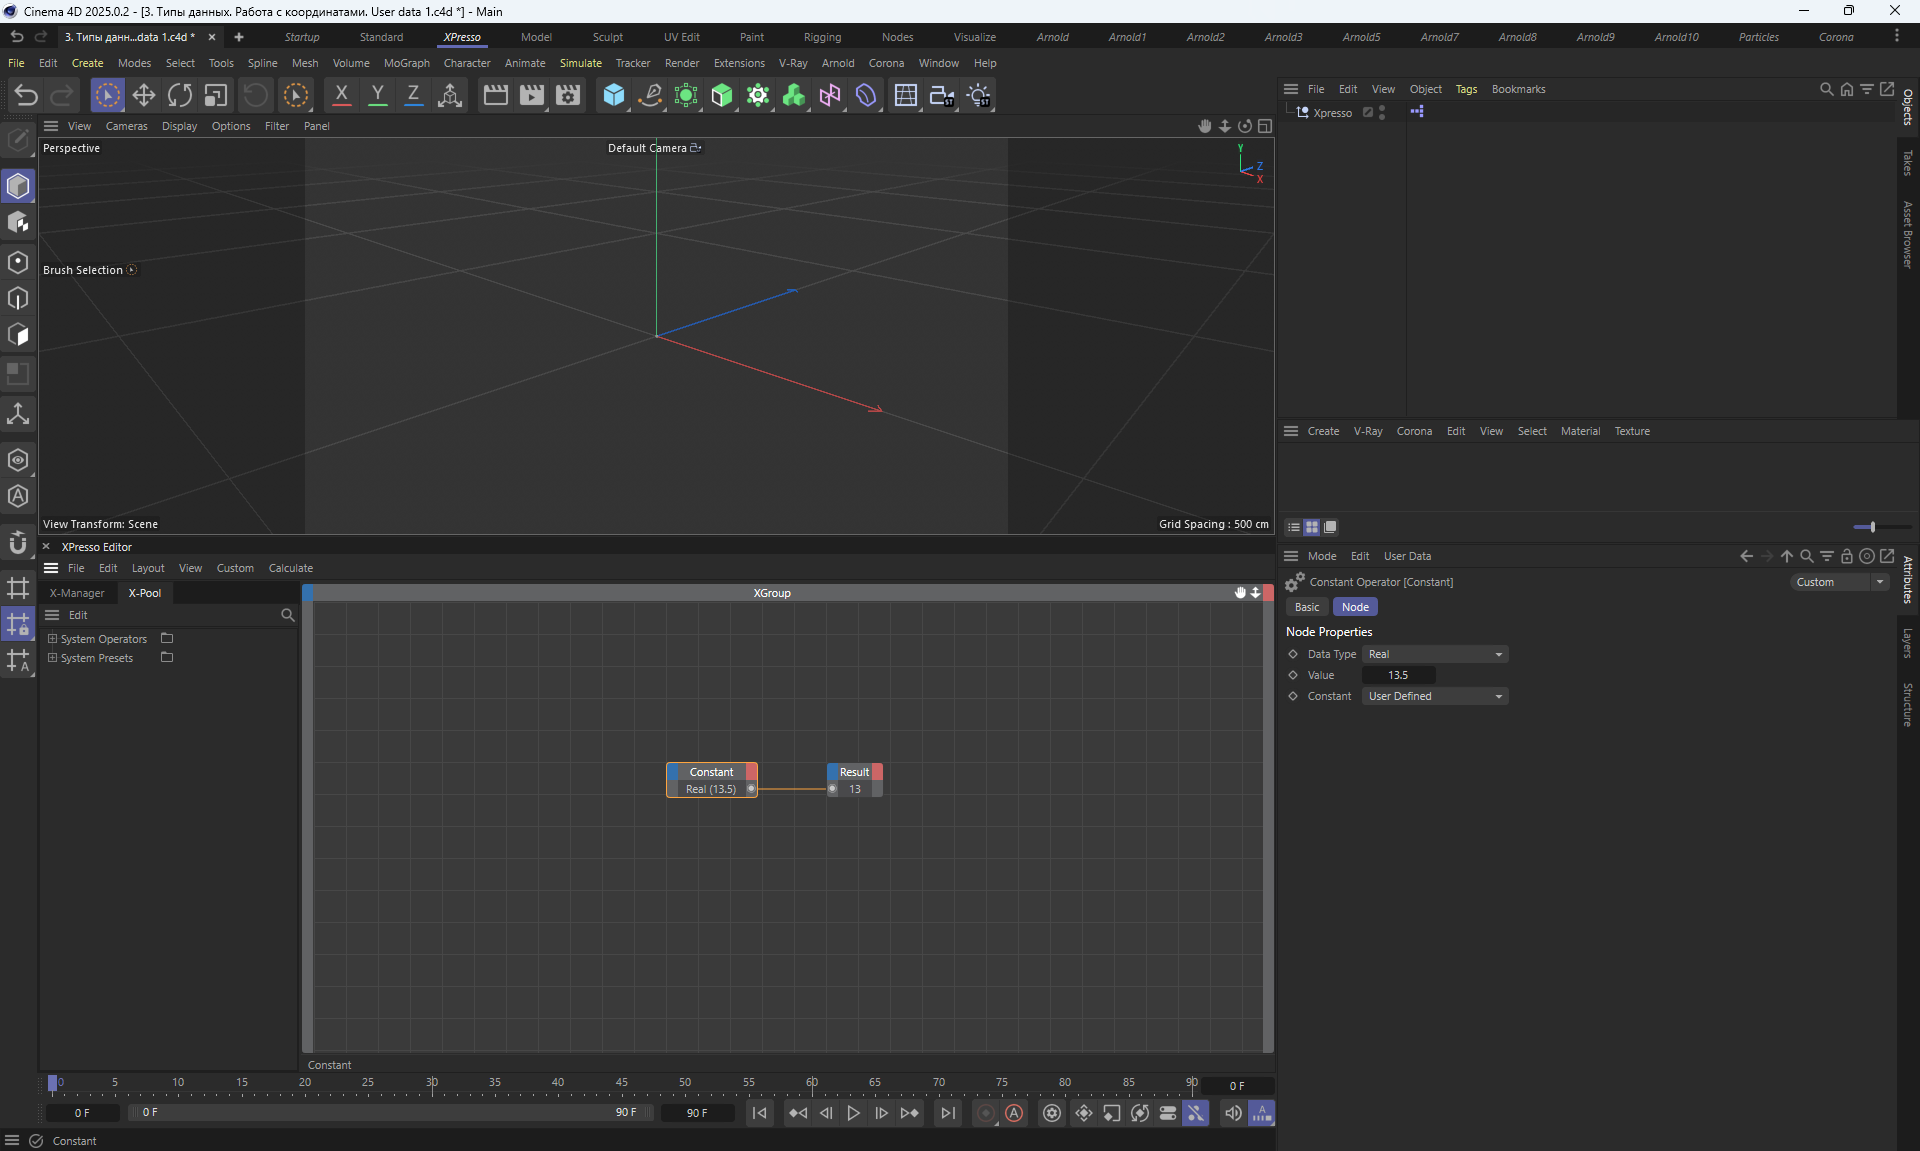 Cinema 4D 2025.0.2 - [3. Типы данных. Работа с координатами. User data 1.c4d *] - Main
3. Типы данн...data 1.c4d *
Startup
Standard
XPresso
Model
Sculpt
UV Edit
Paint
Rigging
Nodes
Visualize
Arnold
Arnold1
Arnold2
Arnold3
Arnold5
Arnold7
Arnold8
Arnold9
Arnold10
Particles
Corona
File Edit Create Modes Select Tools Spline Mesh Volume MoGraph Character Animate Simulate Tracker Render Extensions V-Ray Arnold Corona Window Help
X Y Z
ST
ST
View Cameras Display Options Filter Panel
Perspective
Default Camera
Y
Z
X
Brush Selection
View Transform: Scene
Grid Spacing : 500 cm
XPresso Editor
File Edit Layout View Custom Calculate
X-Manager X-Pool
Edit
System Operators
System Presets
XGroup
Constant
Real (13.5)
Result
13
Constant
0 5 10 15 20 25 30 35 40 45 50 55 60 65 70 75 80 85 90
0 F
0 F
0 F
90 F
90 F
A
A
Constant
File Edit View Object Tags Bookmarks
Xpresso
Objects
Takes
Asset Browser
Create V-Ray Corona Edit View Select Material Texture
Mode Edit User Data
Constant Operator [Constant]
Custom
Basic Node
Node Properties
Data Type Real
Value 13.5
Constant User Defined
Attributes
Layers
Structure